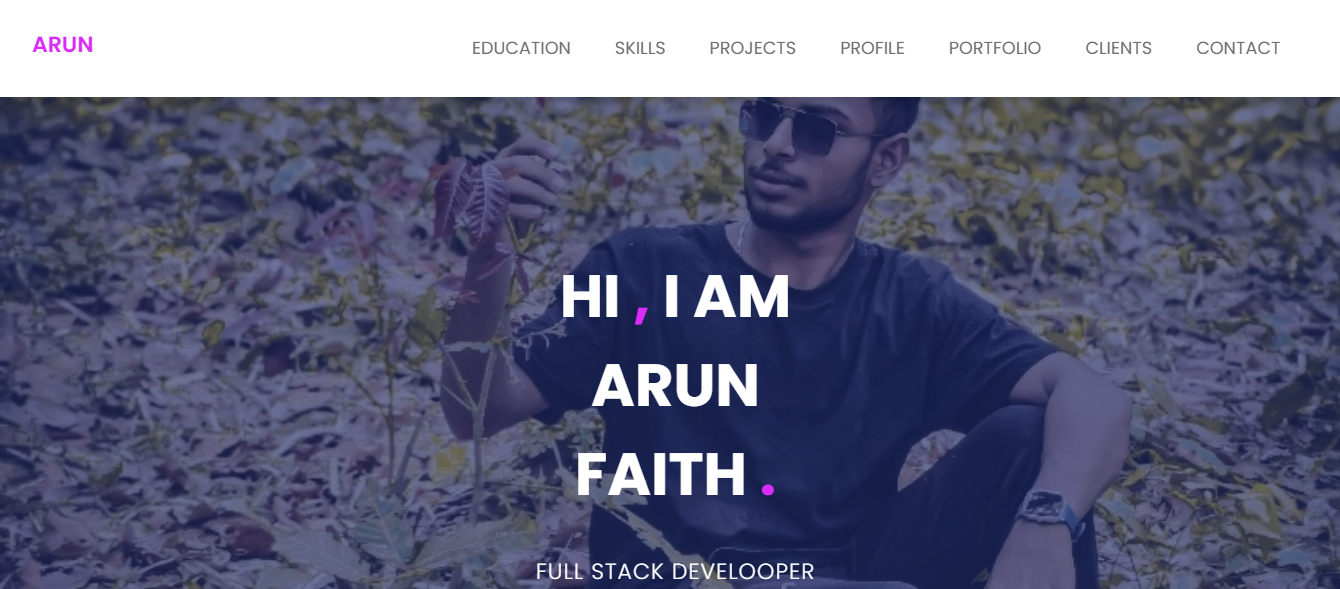 ARUN
EDUCATION SKILLS PROJECTS PROFILE PORTFOLIO CLIENTS CONTACT
HI , I AM
ARUN
FAITH .
FULL STACK DEVELOOPER